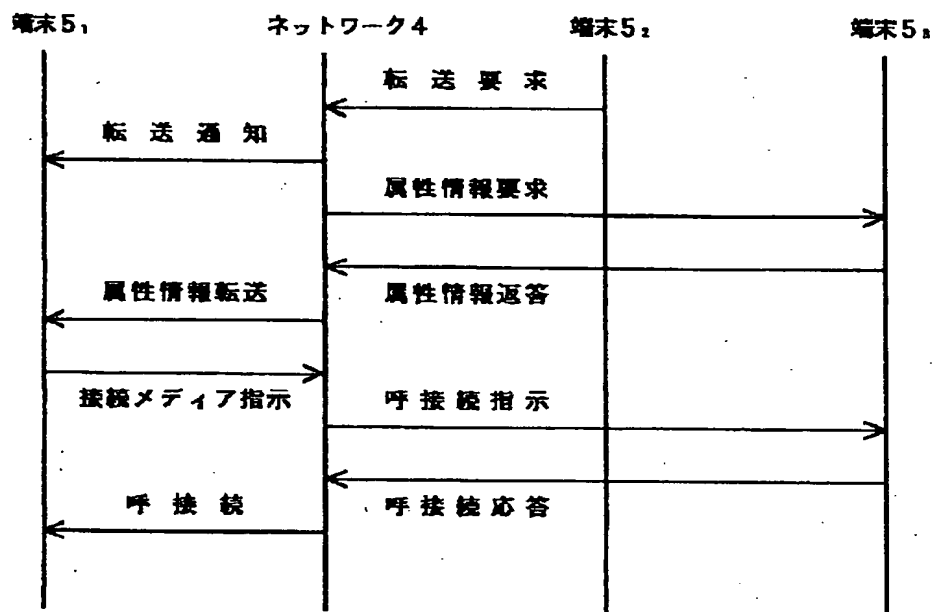 端末5₁
ネットワーク4
端末5₂
端末5₃
転送要求
転送通知
属性情報要求
属性情報返答
属性情報転送
接続メディア指示
呼接続指示
呼接続応答
呼接続